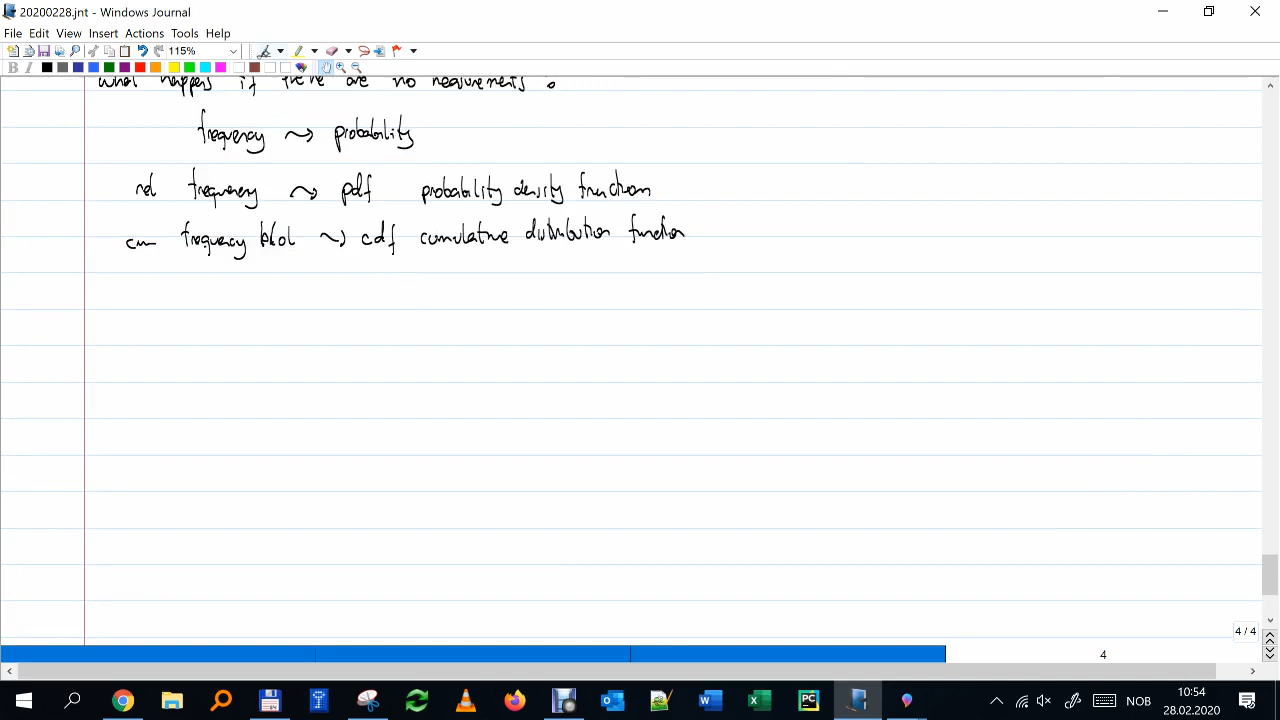 20200228.jnt - Windows Journal
File Edit View Insert Actions Tools Help
115%
B I
what happens if there are no measurements
frequency ⤳ probability
rel frequency ⤳ pdf probability density function
cum frequency plot ⤳ cdf cumulative distribution function
4 / 4
4
NOB
10:54
28.02.2020